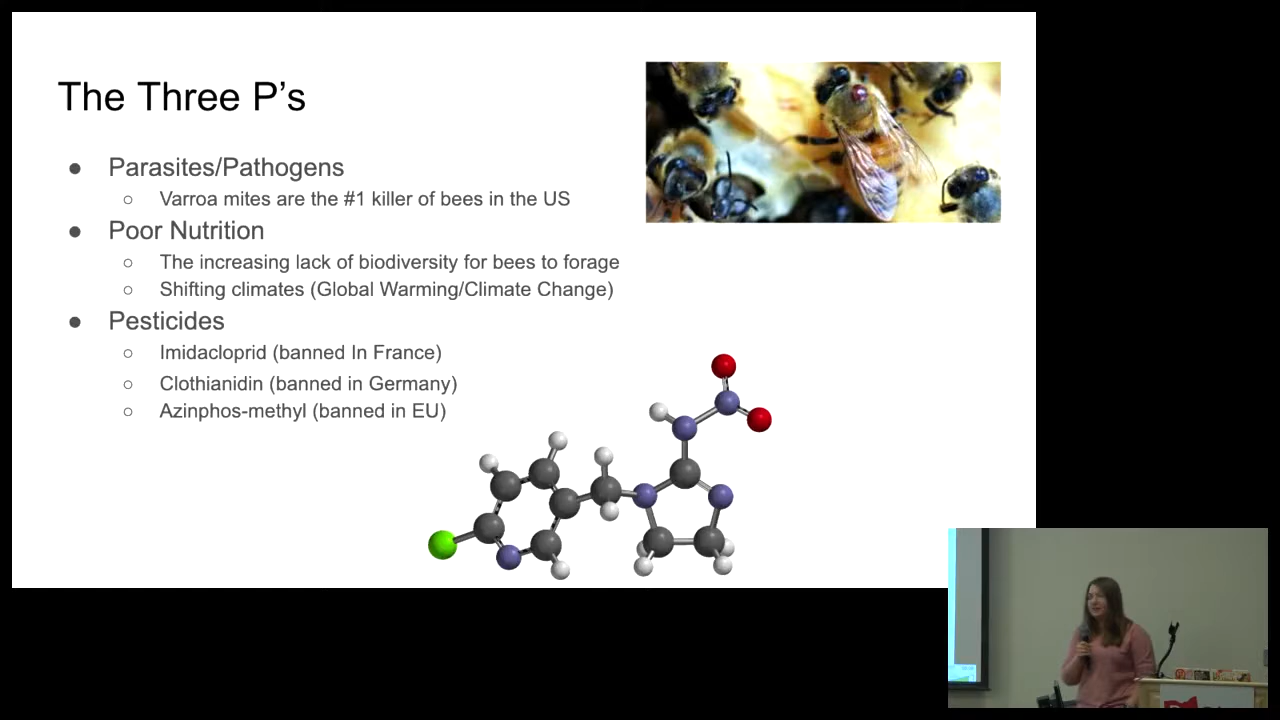 The Three P’s
● Parasites/Pathogens
○ Varroa mites are the #1 killer of bees in the US
● Poor Nutrition
○ The increasing lack of biodiversity for bees to forage
○ Shifting climates (Global Warming/Climate Change)
● Pesticides
○ Imidacloprid (banned In France)
○ Clothianidin (banned in Germany)
○ Azinphos-methyl (banned in EU)